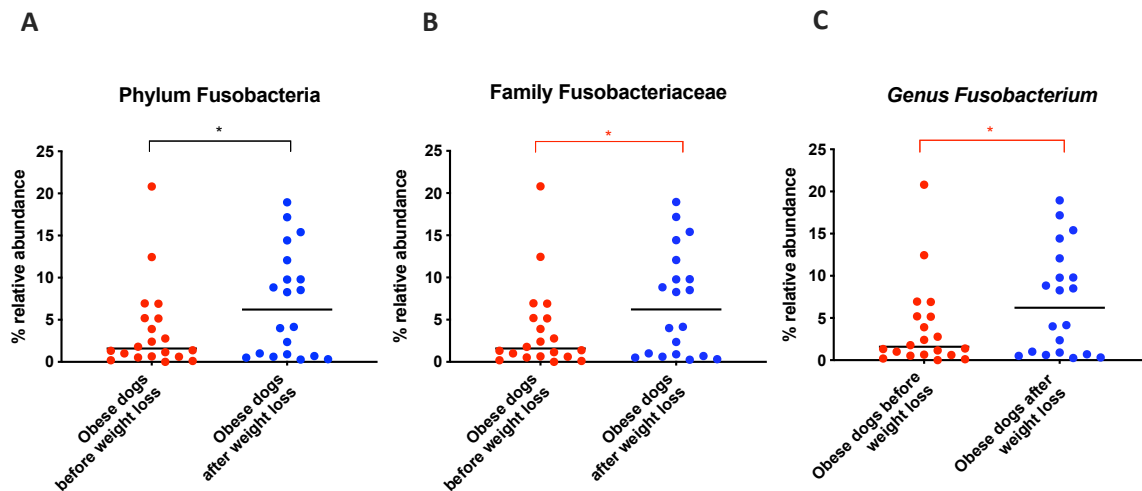 A
B
C
Phylum Fusobacteria
*
% relative abundance
25
20
15
10
5
0
Obese dogs
before weight loss
Obese dogs
after weight loss
Family Fusobacteriaceae
*
% relative abundance
25
20
15
10
5
0
Obese dogs
before weight loss
Obese dogs
after weight loss
Genus Fusobacterium
*
% relative abundance
25
20
15
10
5
0
Obese dogs before
weight loss
Obese dogs after
weight loss